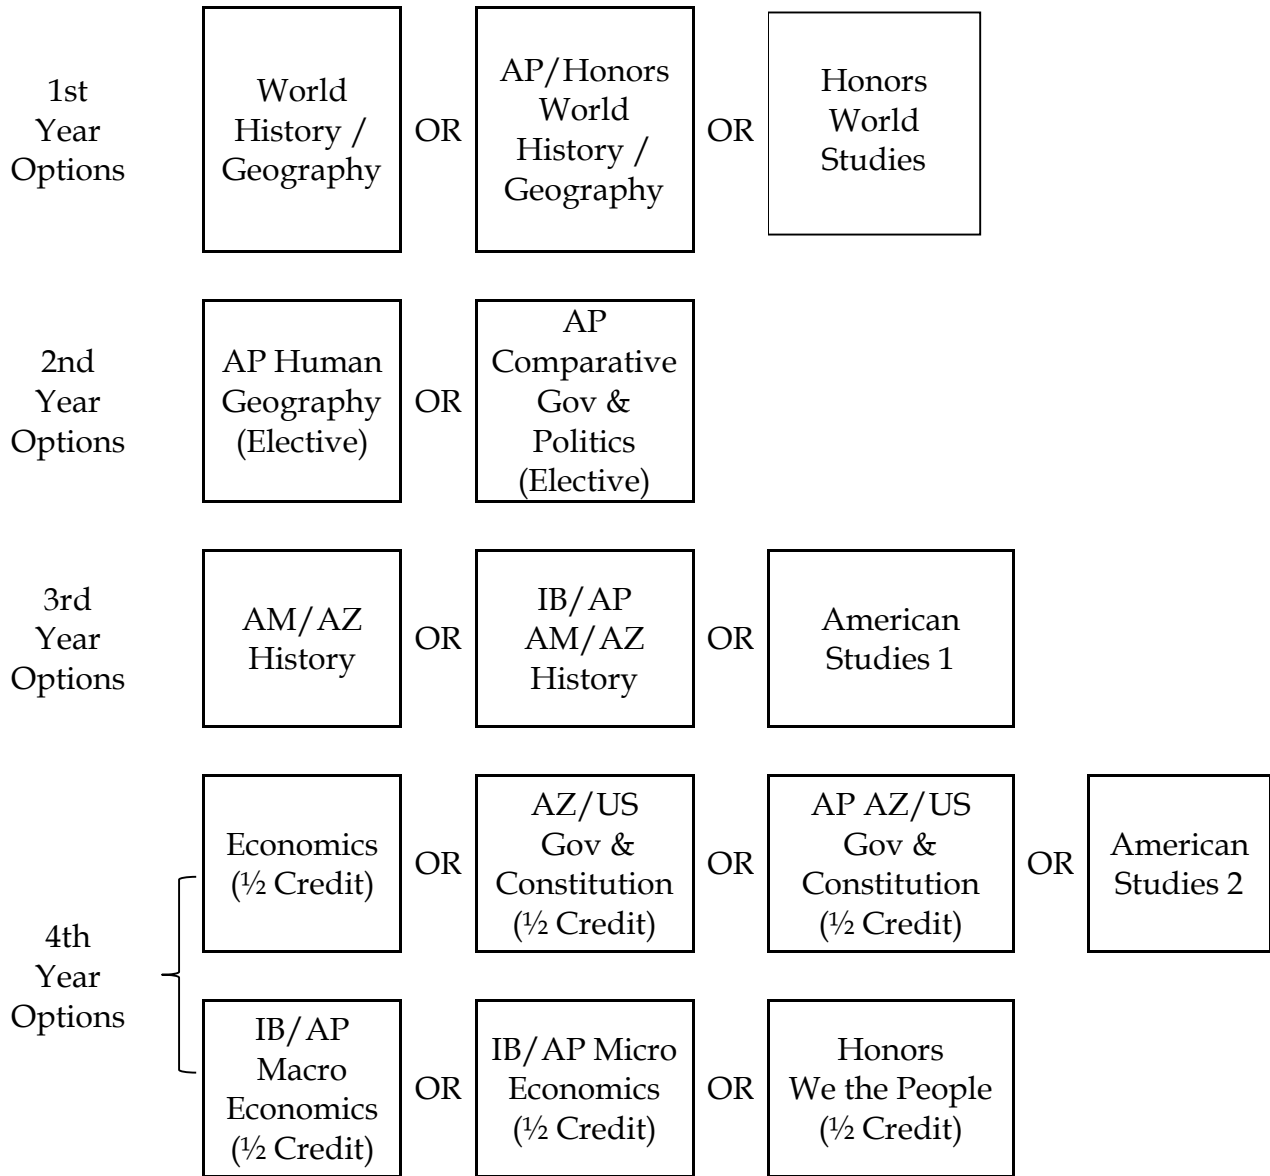 1st
Year
Options
World
History /
Geography
OR
AP/Honors
World
History /
Geography
OR
Honors
World
Studies
2nd
Year
Options
AP Human
Geography
(Elective)
OR
AP
Comparative
Gov &
Politics
(Elective)
3rd
Year
Options
AM/AZ
History
OR
IB/AP
AM/AZ
History
OR
American
Studies 1
4th
Year
Options
Economics
(½ Credit)
OR
AZ/US
Gov &
Constitution
(½ Credit)
OR
AP AZ/US
Gov &
Constitution
(½ Credit)
OR
American
Studies 2
IB/AP
Macro
Economics
(½ Credit)
OR
IB/AP Micro
Economics
(½ Credit)
OR
Honors
We the People
(½ Credit)